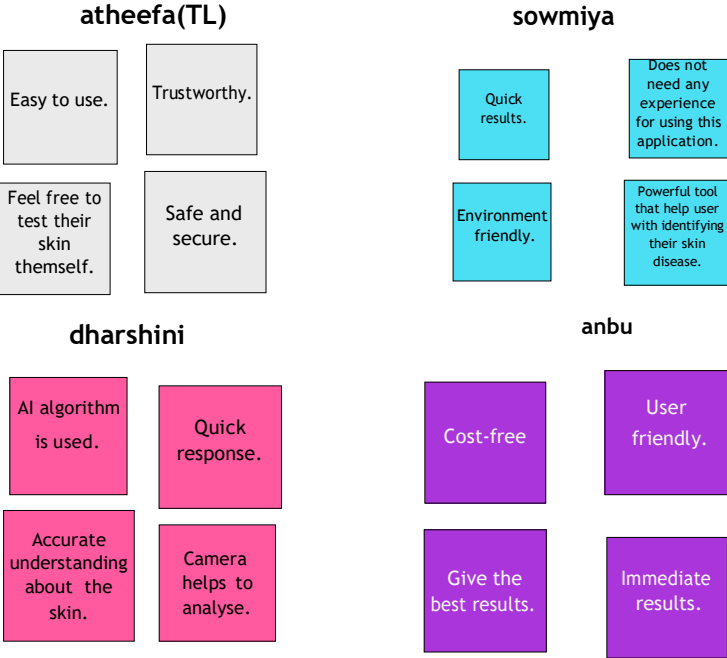 atheefa(TL)
Easy to use.
Trustworthy.
Feel free to
test their
skin
themself.
Safe and
secure.
sowmiya
Quick
results.
Does not
need any
experience
for using this
application.
Environment
friendly.
Powerful tool
that help user
with identifying
their skin
disease.
dharshini
AI algorithm
is used.
Quick
response.
Accurate
understanding
about the
skin.
Camera
helps to
analyse.
anbu
Cost-free
User
friendly.
Give the
best results.
Immediate
results.